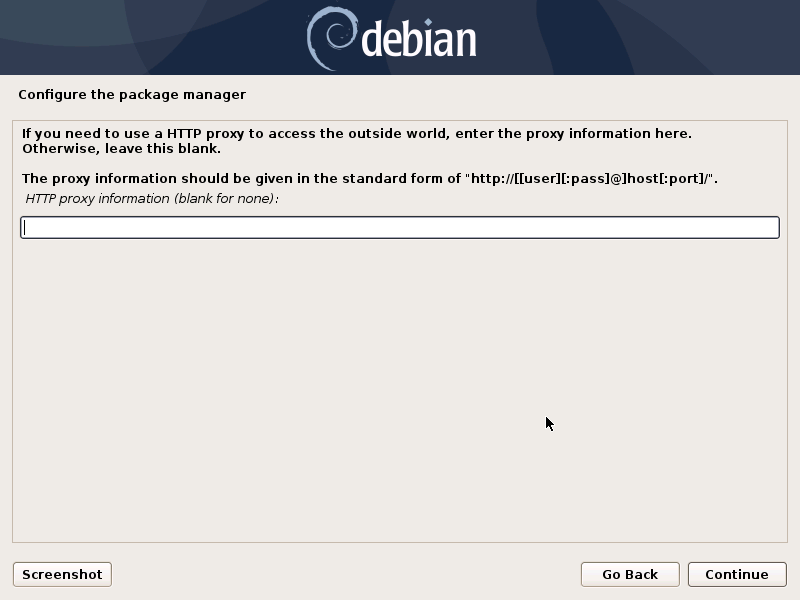 debian
Configure the package manager
If you need to use a HTTP proxy to access the outside world, enter the proxy information here.
Otherwise, leave this blank.
The proxy information should be given in the standard form of "http://[[user][:pass]@]host[:port]/".
HTTP proxy information (blank for none):
Screenshot
Go Back
Continue